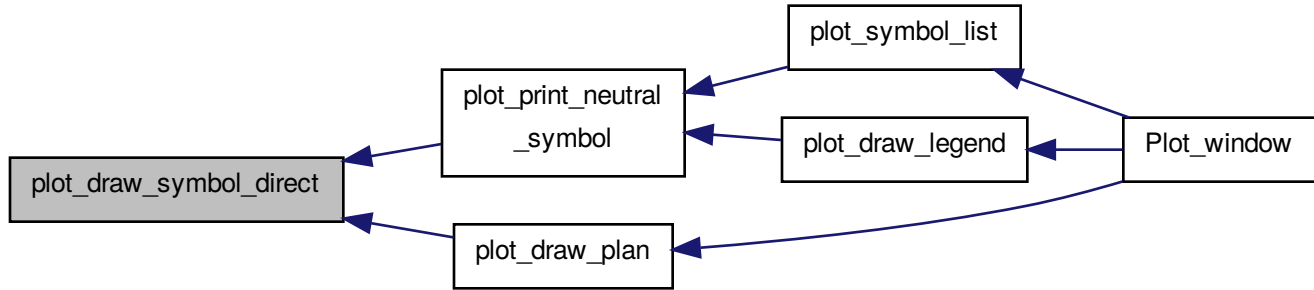 plot_draw_symbol_direct
plot_print_neutral
_symbol
plot_symbol_list
plot_draw_legend
Plot_window
plot_draw_plan